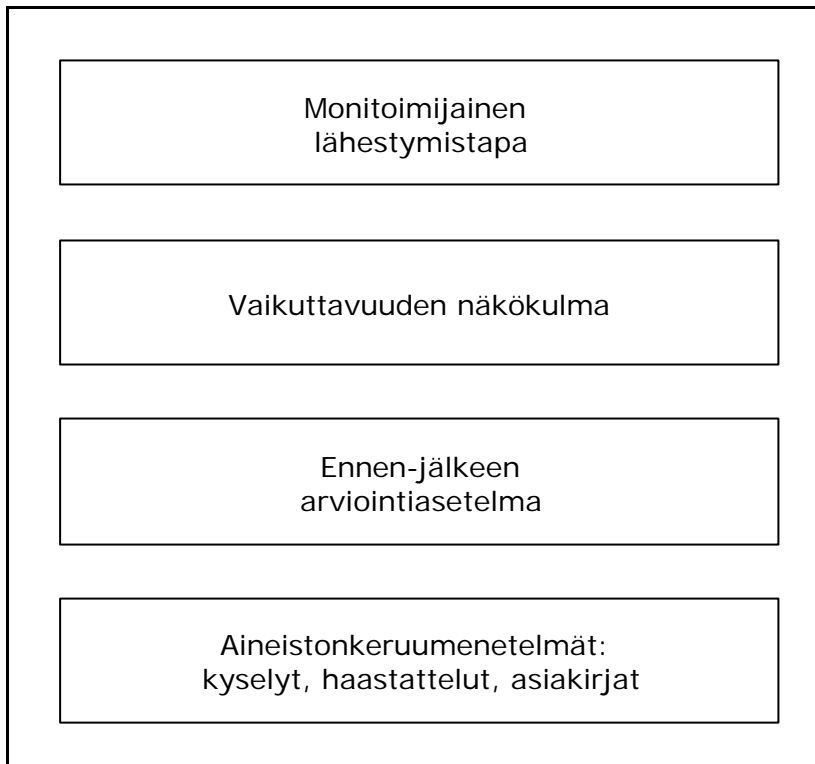 Monitoimijainen
lähestymistapa
Vaikuttavuuden näkökulma
Ennen-jälkeen
arviointiasetelma
Aineistonkeruumenetelmät:
kyselyt, haastattelut, asiakirjat